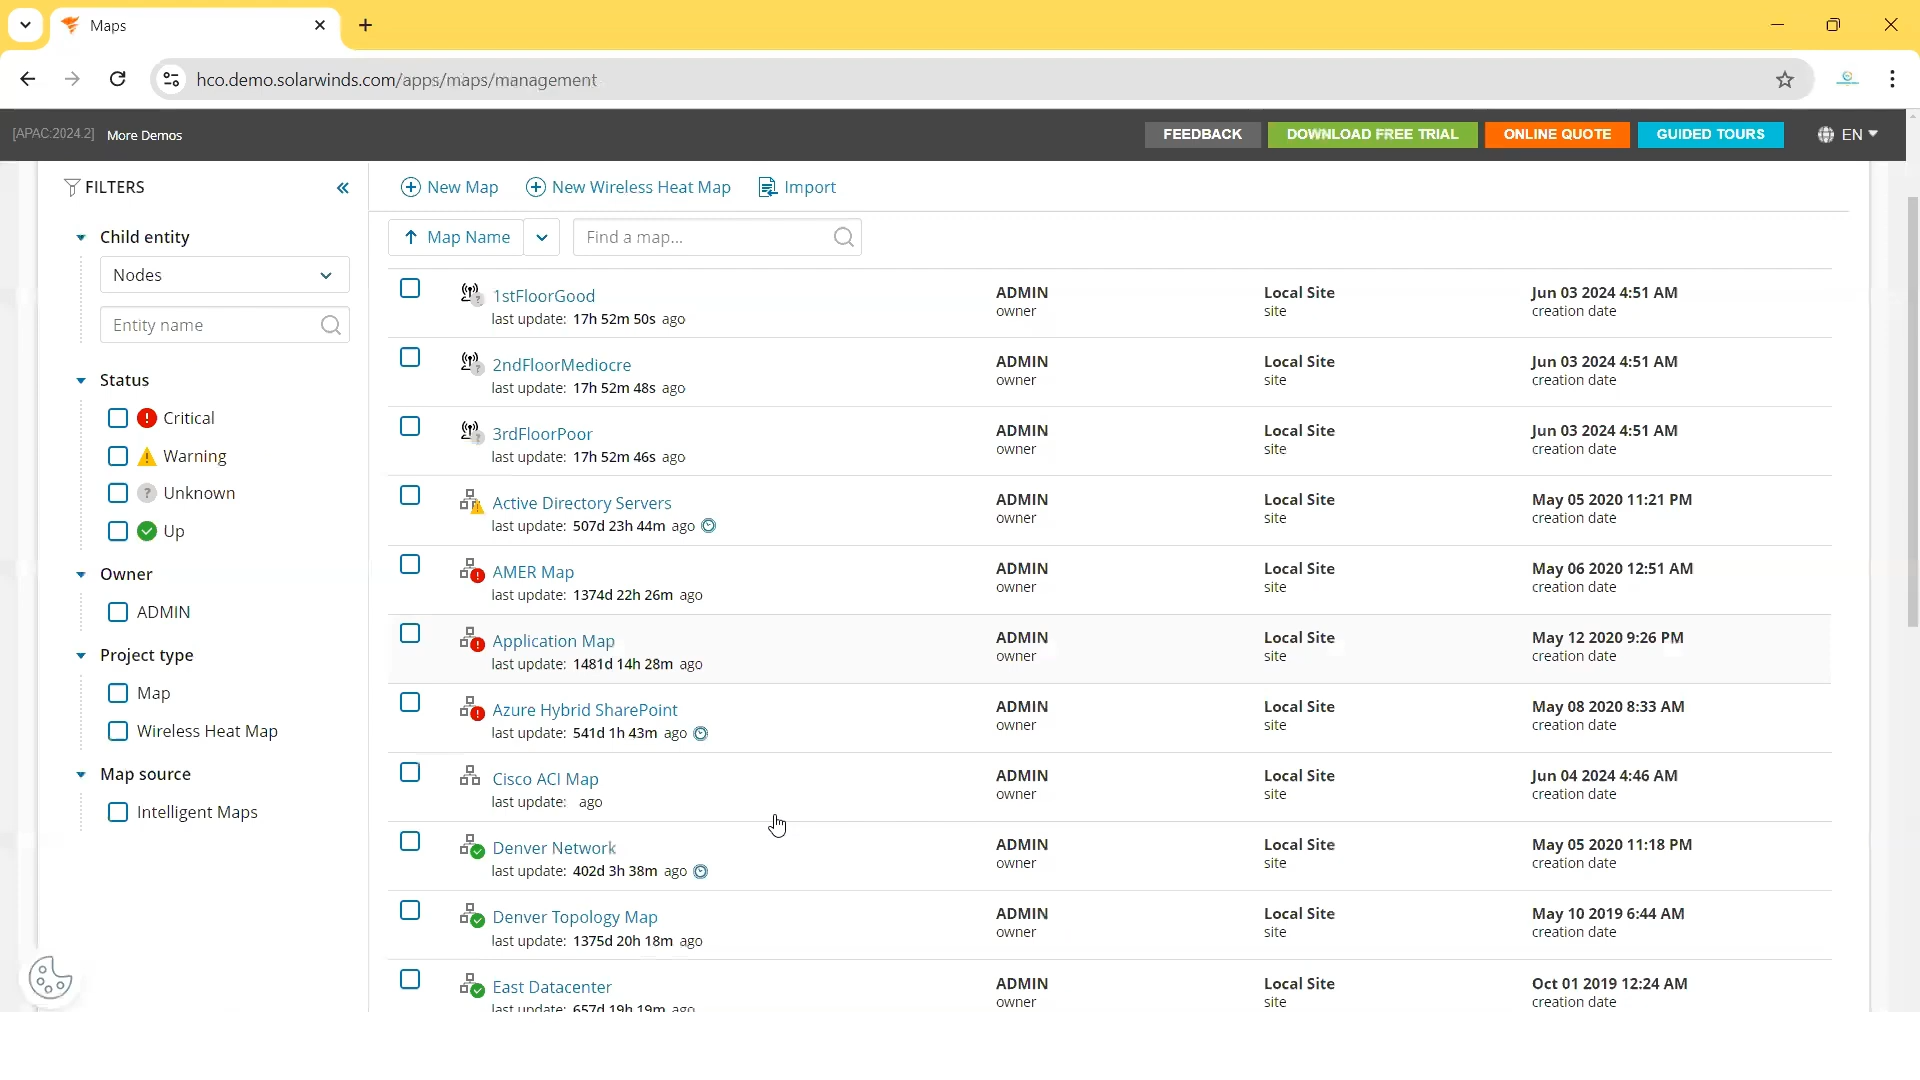 Maps
hco.demo.solarwinds.com/apps/maps/management
[APAC:2024.2] More Demos
FEEDBACK DOWNLOAD FREE TRIAL ONLINE QUOTE GUIDED TOURS EN
FILTERS
Child entity
Nodes
Entity name
Status
Critical
Warning
Unknown
Up
Owner
ADMIN
Project type
Map
Wireless Heat Map
Map source
Intelligent Maps
New Map New Wireless Heat Map Import
Map Name Find a map...
1stFloorGood ADMIN Local Site Jun 03 2024 4:51 AM
last update: 17h 52m 50s ago owner site creation date
2ndFloorMediocre ADMIN Local Site Jun 03 2024 4:51 AM
last update: 17h 52m 48s ago owner site creation date
3rdFloorPoor ADMIN Local Site Jun 03 2024 4:51 AM
last update: 17h 52m 46s ago owner site creation date
Active Directory Servers ADMIN Local Site May 05 2020 11:21 PM
last update: 507d 23h 44m ago owner site creation date
AMER Map ADMIN Local Site May 06 2020 12:51 AM
last update: 1374d 22h 26m ago owner site creation date
Application Map ADMIN Local Site May 12 2020 9:26 PM
last update: 1481d 14h 28m ago owner site creation date
Azure Hybrid SharePoint ADMIN Local Site May 08 2020 8:33 AM
last update: 541d 1h 43m ago owner site creation date
Cisco ACI Map ADMIN Local Site Jun 04 2024 4:46 AM
last update: ago owner site creation date
Denver Network ADMIN Local Site May 05 2020 11:18 PM
last update: 402d 3h 38m ago owner site creation date
Denver Topology Map ADMIN Local Site May 10 2019 6:44 AM
last update: 1375d 20h 18m ago owner site creation date
East Datacenter ADMIN Local Site Oct 01 2019 12:24 AM
last update: 657d 19h 19m ago owner site creation date